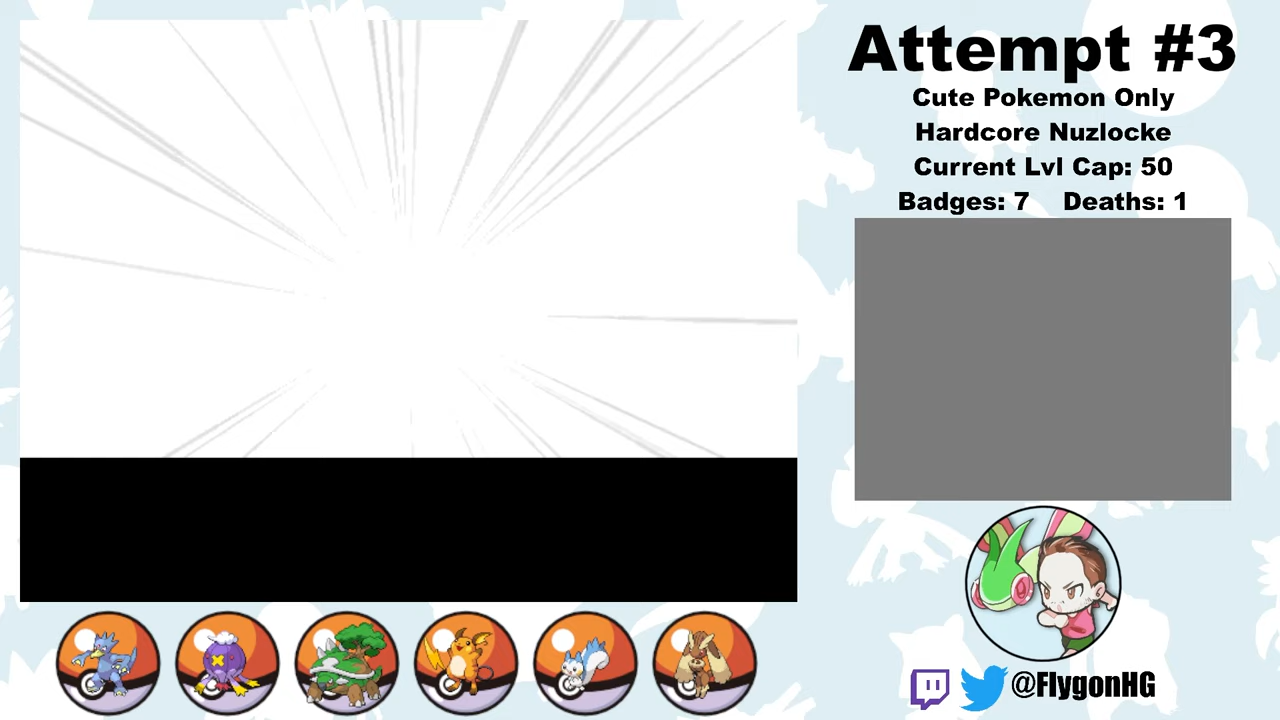 Attempt #3
Cute Pokemon Only
Hardcore Nuzlocke
Current Lvl Cap: 50
Badges: 7 Deaths: 1
@FlygonHG